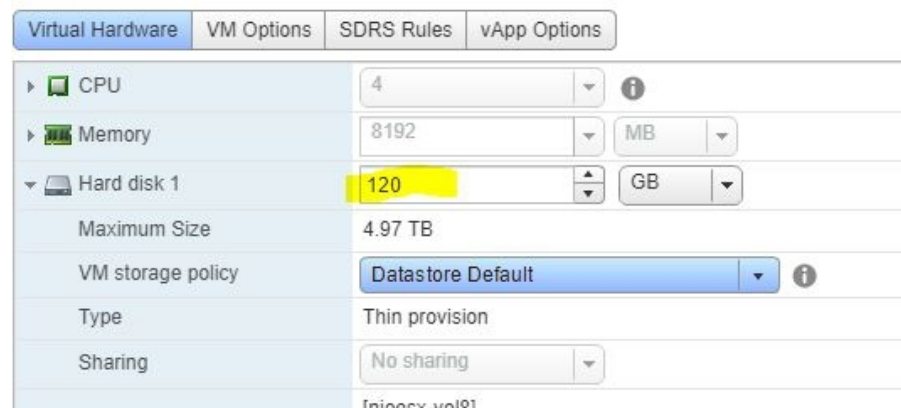 Virtual Hardware VM Options SDRS Rules vApp Options
CPU 4
Memory 8192 MB
Hard disk 1 120 GB
Maximum Size 4.97 TB
VM storage policy Datastore Default
Type Thin provision
Sharing No sharing